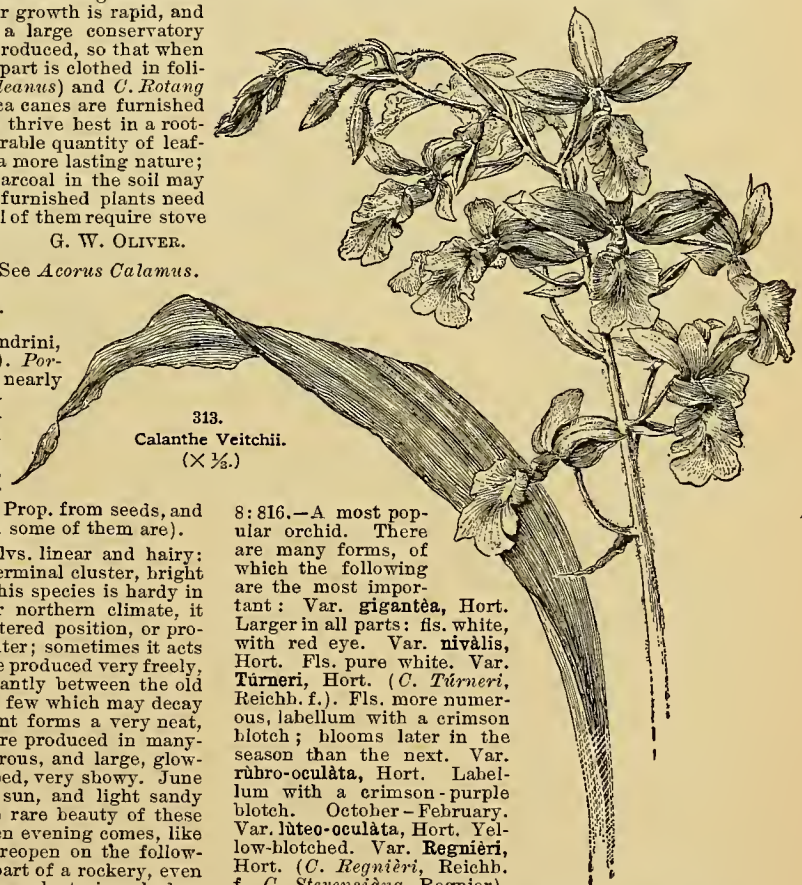 r growth is rapid, and
a large conservatory
roduced, so that when
part is clothed in foli-
leanus) and C. Rotang
ea canes are furnished
thrive best in a root-
rable quantity of leaf-
a more lasting nature;
arcoal in the soil may
furnished plants need
l of them require stove
G. W. OLIVER.
See Acorus Calamus.
ndrini,
). Por-
nearly
313.
Calanthe Veitchii.
(X ⅓.)
Prop. from seeds, and
some of them are).
lvs. linear and hairy:
erminal cluster, bright
his species is hardy in
r northern climate, it
tered position, or pro-
ter; sometimes it acts
e produced very freely,
antly between the old
few which may decay
nt forms a very neat,
re produced in many-
rous, and large, glow-
ed, very showy. June
sun, and light sandy
rare beauty of these
en evening comes, like
reopen on the follow-
part of a rockery, even
8:816.—A most pop-
ular orchid. There
are many forms, of
which the following
are the most impor-
tant: Var. gigantèa, Hort.
Larger in all parts: fls. white,
with red eye. Var. nivàlis,
Hort. Fls. pure white. Var.
Túrneri, Hort. (C. Túrneri,
Reichb. f.). Fls. more numer-
ous, labellum with a crimson
blotch; blooms later in the
season than the next. Var.
rùbro-oculàta, Hort. Label-
lum with a crimson-purple
blotch. October-February.
Var. lùteo-oculàta, Hort. Yel-
low-blotched. Var. Regnièri,
Hort. (C. Regnièri, Reichb.